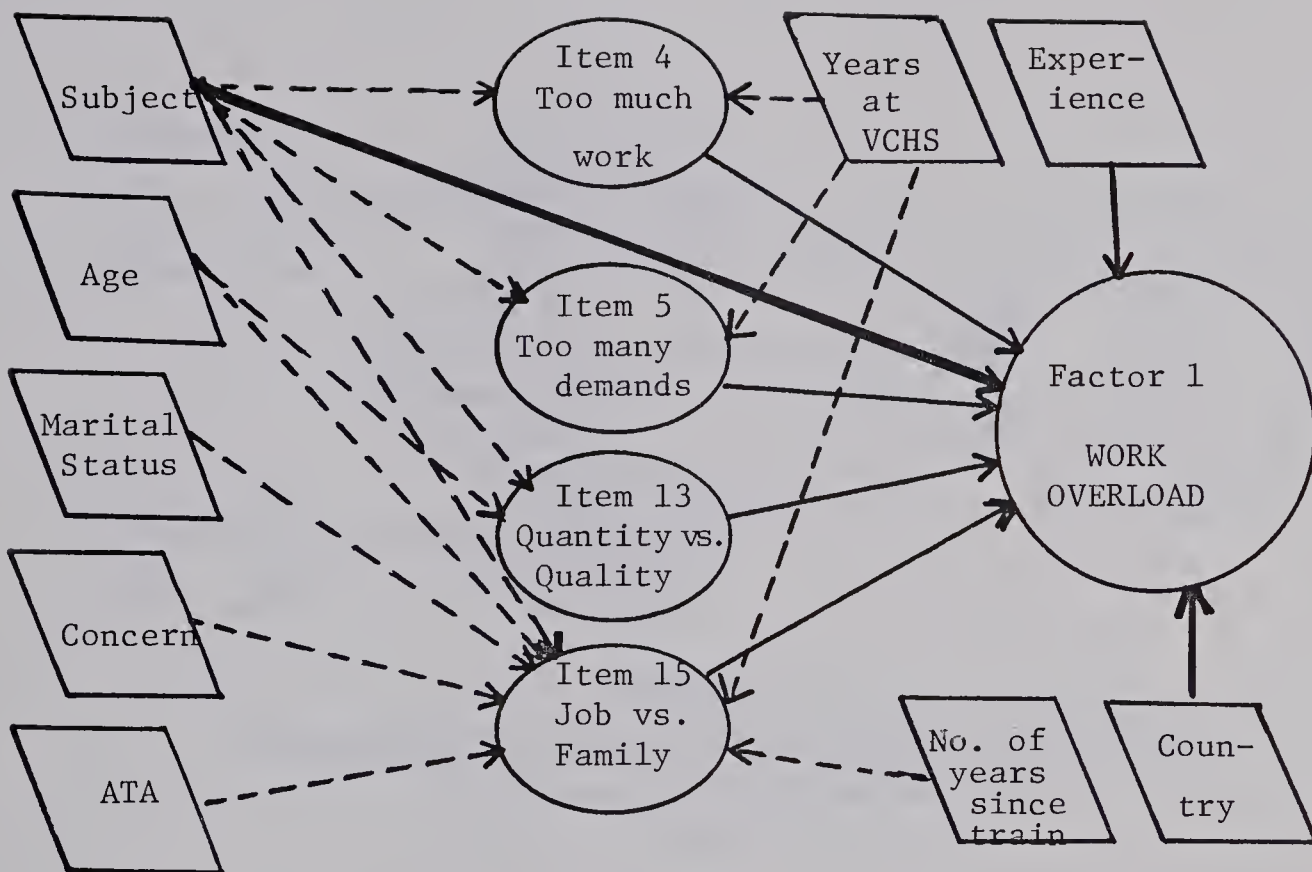 Subject
Item 4
Too much
work
Years
at
VCHS
Exper-
ience
Age
Item 5
Too many
demands
Factor 1
WORK
OVERLOAD
Marital
Status
Item 13
Quantity vs.
Quality
Concern
Item 15
Job vs.
Family
ATA
No. of
years
since
train
Coun-
try